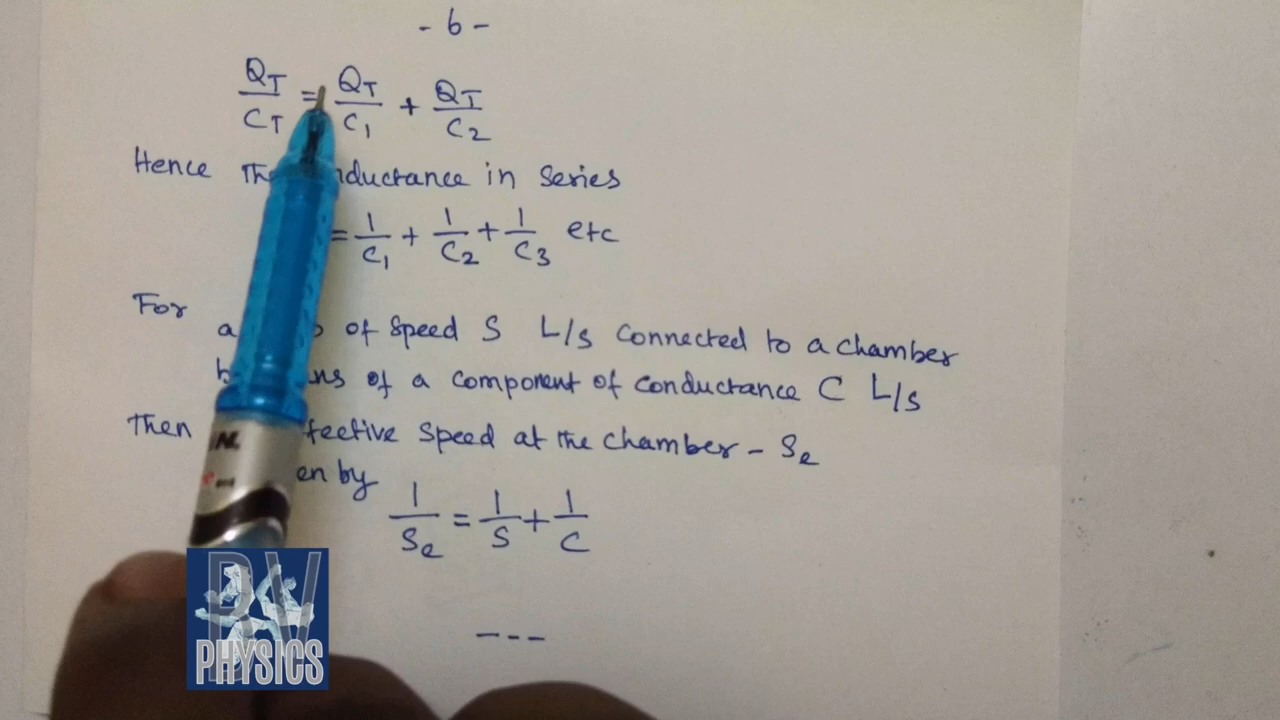 - 6 -
QT/CT = QT/C1 + QT/C2
Hence The nductance in Series
= 1/C1 + 1/C2 + 1/C3 etc
For
a of Speed S L/s Connected to a chamber
of a component of conductance C L/s
Then fective Speed at the chamber - Se
en by
1/Se = 1/S + 1/C
---
BV
PHYSICS